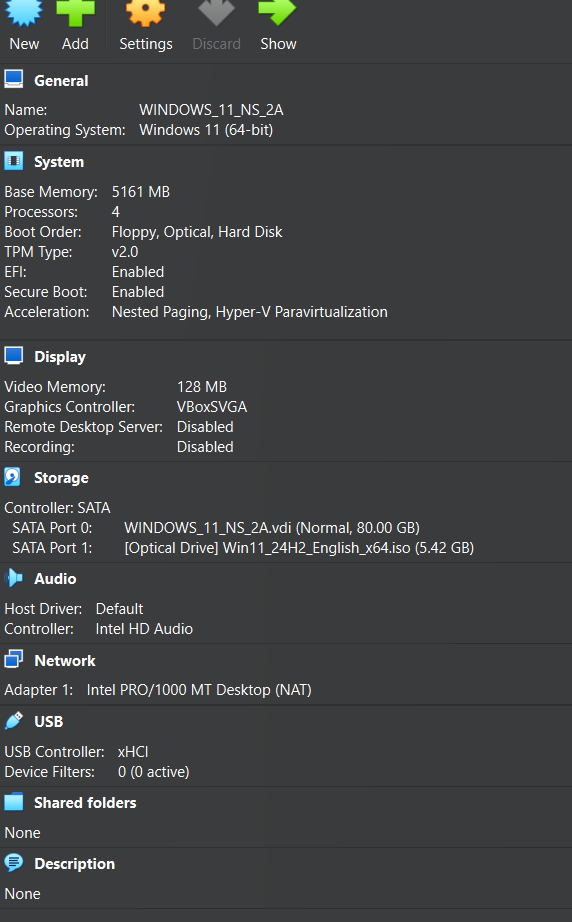 New Add Settings Discard Show
General
Name: WINDOWS_11_NS_2A
Operating System: Windows 11 (64-bit)
System
Base Memory: 5161 MB
Processors: 4
Boot Order: Floppy, Optical, Hard Disk
TPM Type: v2.0
EFI: Enabled
Secure Boot: Enabled
Acceleration: Nested Paging, Hyper-V Paravirtualization
Display
Video Memory: 128 MB
Graphics Controller: VBoxSVGA
Remote Desktop Server: Disabled
Recording: Disabled
Storage
Controller: SATA
SATA Port 0: WINDOWS_11_NS_2A.vdi (Normal, 80.00 GB)
SATA Port 1: [Optical Drive] Win11_24H2_English_x64.iso (5.42 GB)
Audio
Host Driver: Default
Controller: Intel HD Audio
Network
Adapter 1: Intel PRO/1000 MT Desktop (NAT)
USB
USB Controller: xHCI
Device Filters: 0 (0 active)
Shared folders
None
Description
None